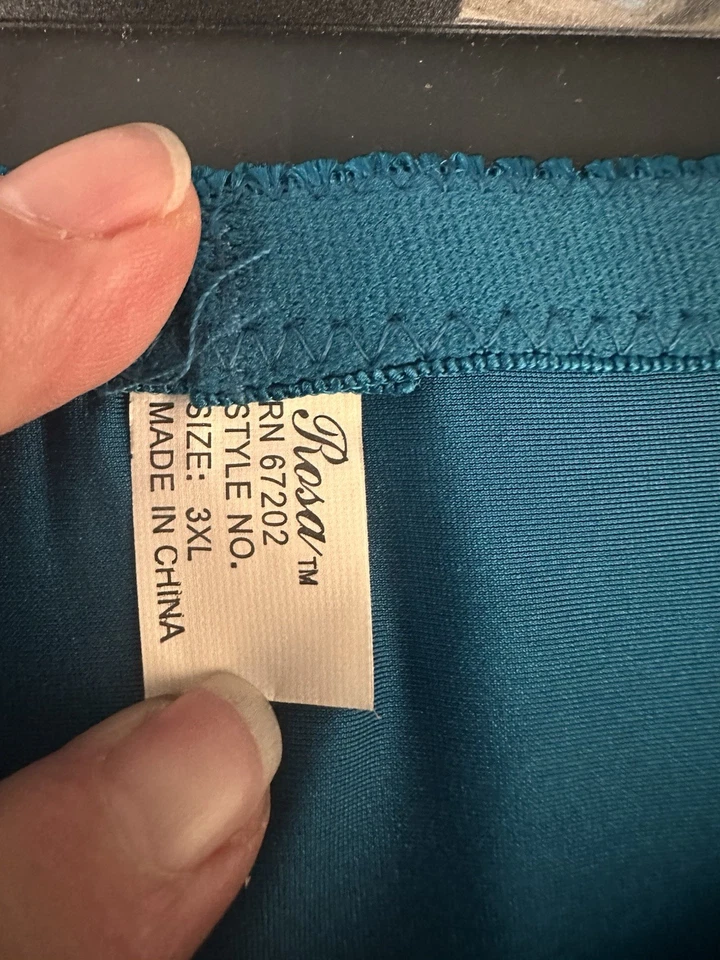 Rosa™
RN 67202
STYLE NO.
SIZE: 3XL
MADE IN CHINA